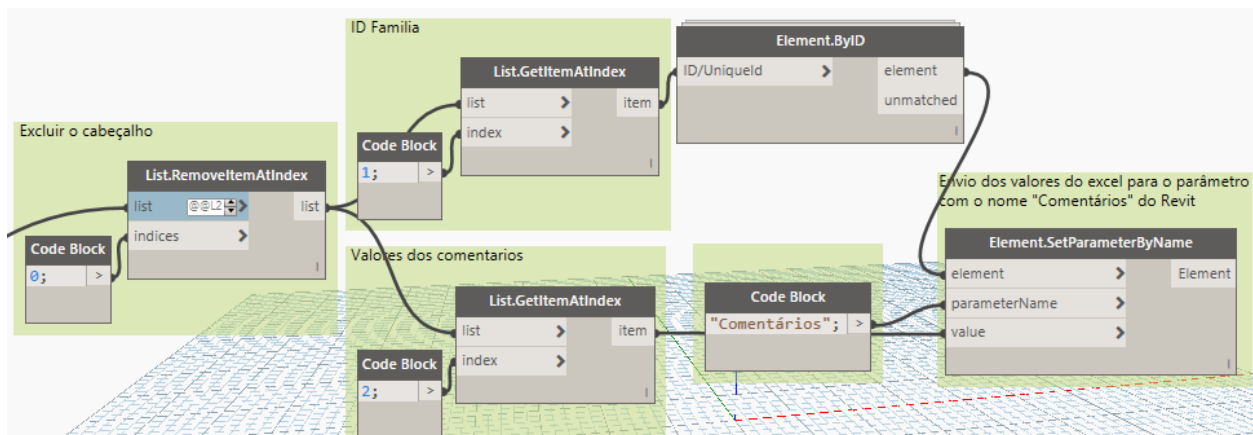 Excluir o cabeçalho
List.RemoveItemAtIndex
list @@L2 > list
indices >
Code Block
0; >
ID Familia
List.GetItemAtIndex
list > item
index >
Code Block
1; >
Element.ByID
ID/UniqueId > element
unmatched
Valores dos comentarios
List.GetItemAtIndex
list > item
index >
Code Block
2; >
Code Block
"Comentários"; >
Envio dos valores do excel para o parâmetro
com o nome "Comentários" do Revit
Element.SetParameterByName
element > Element
parameterName >
value >